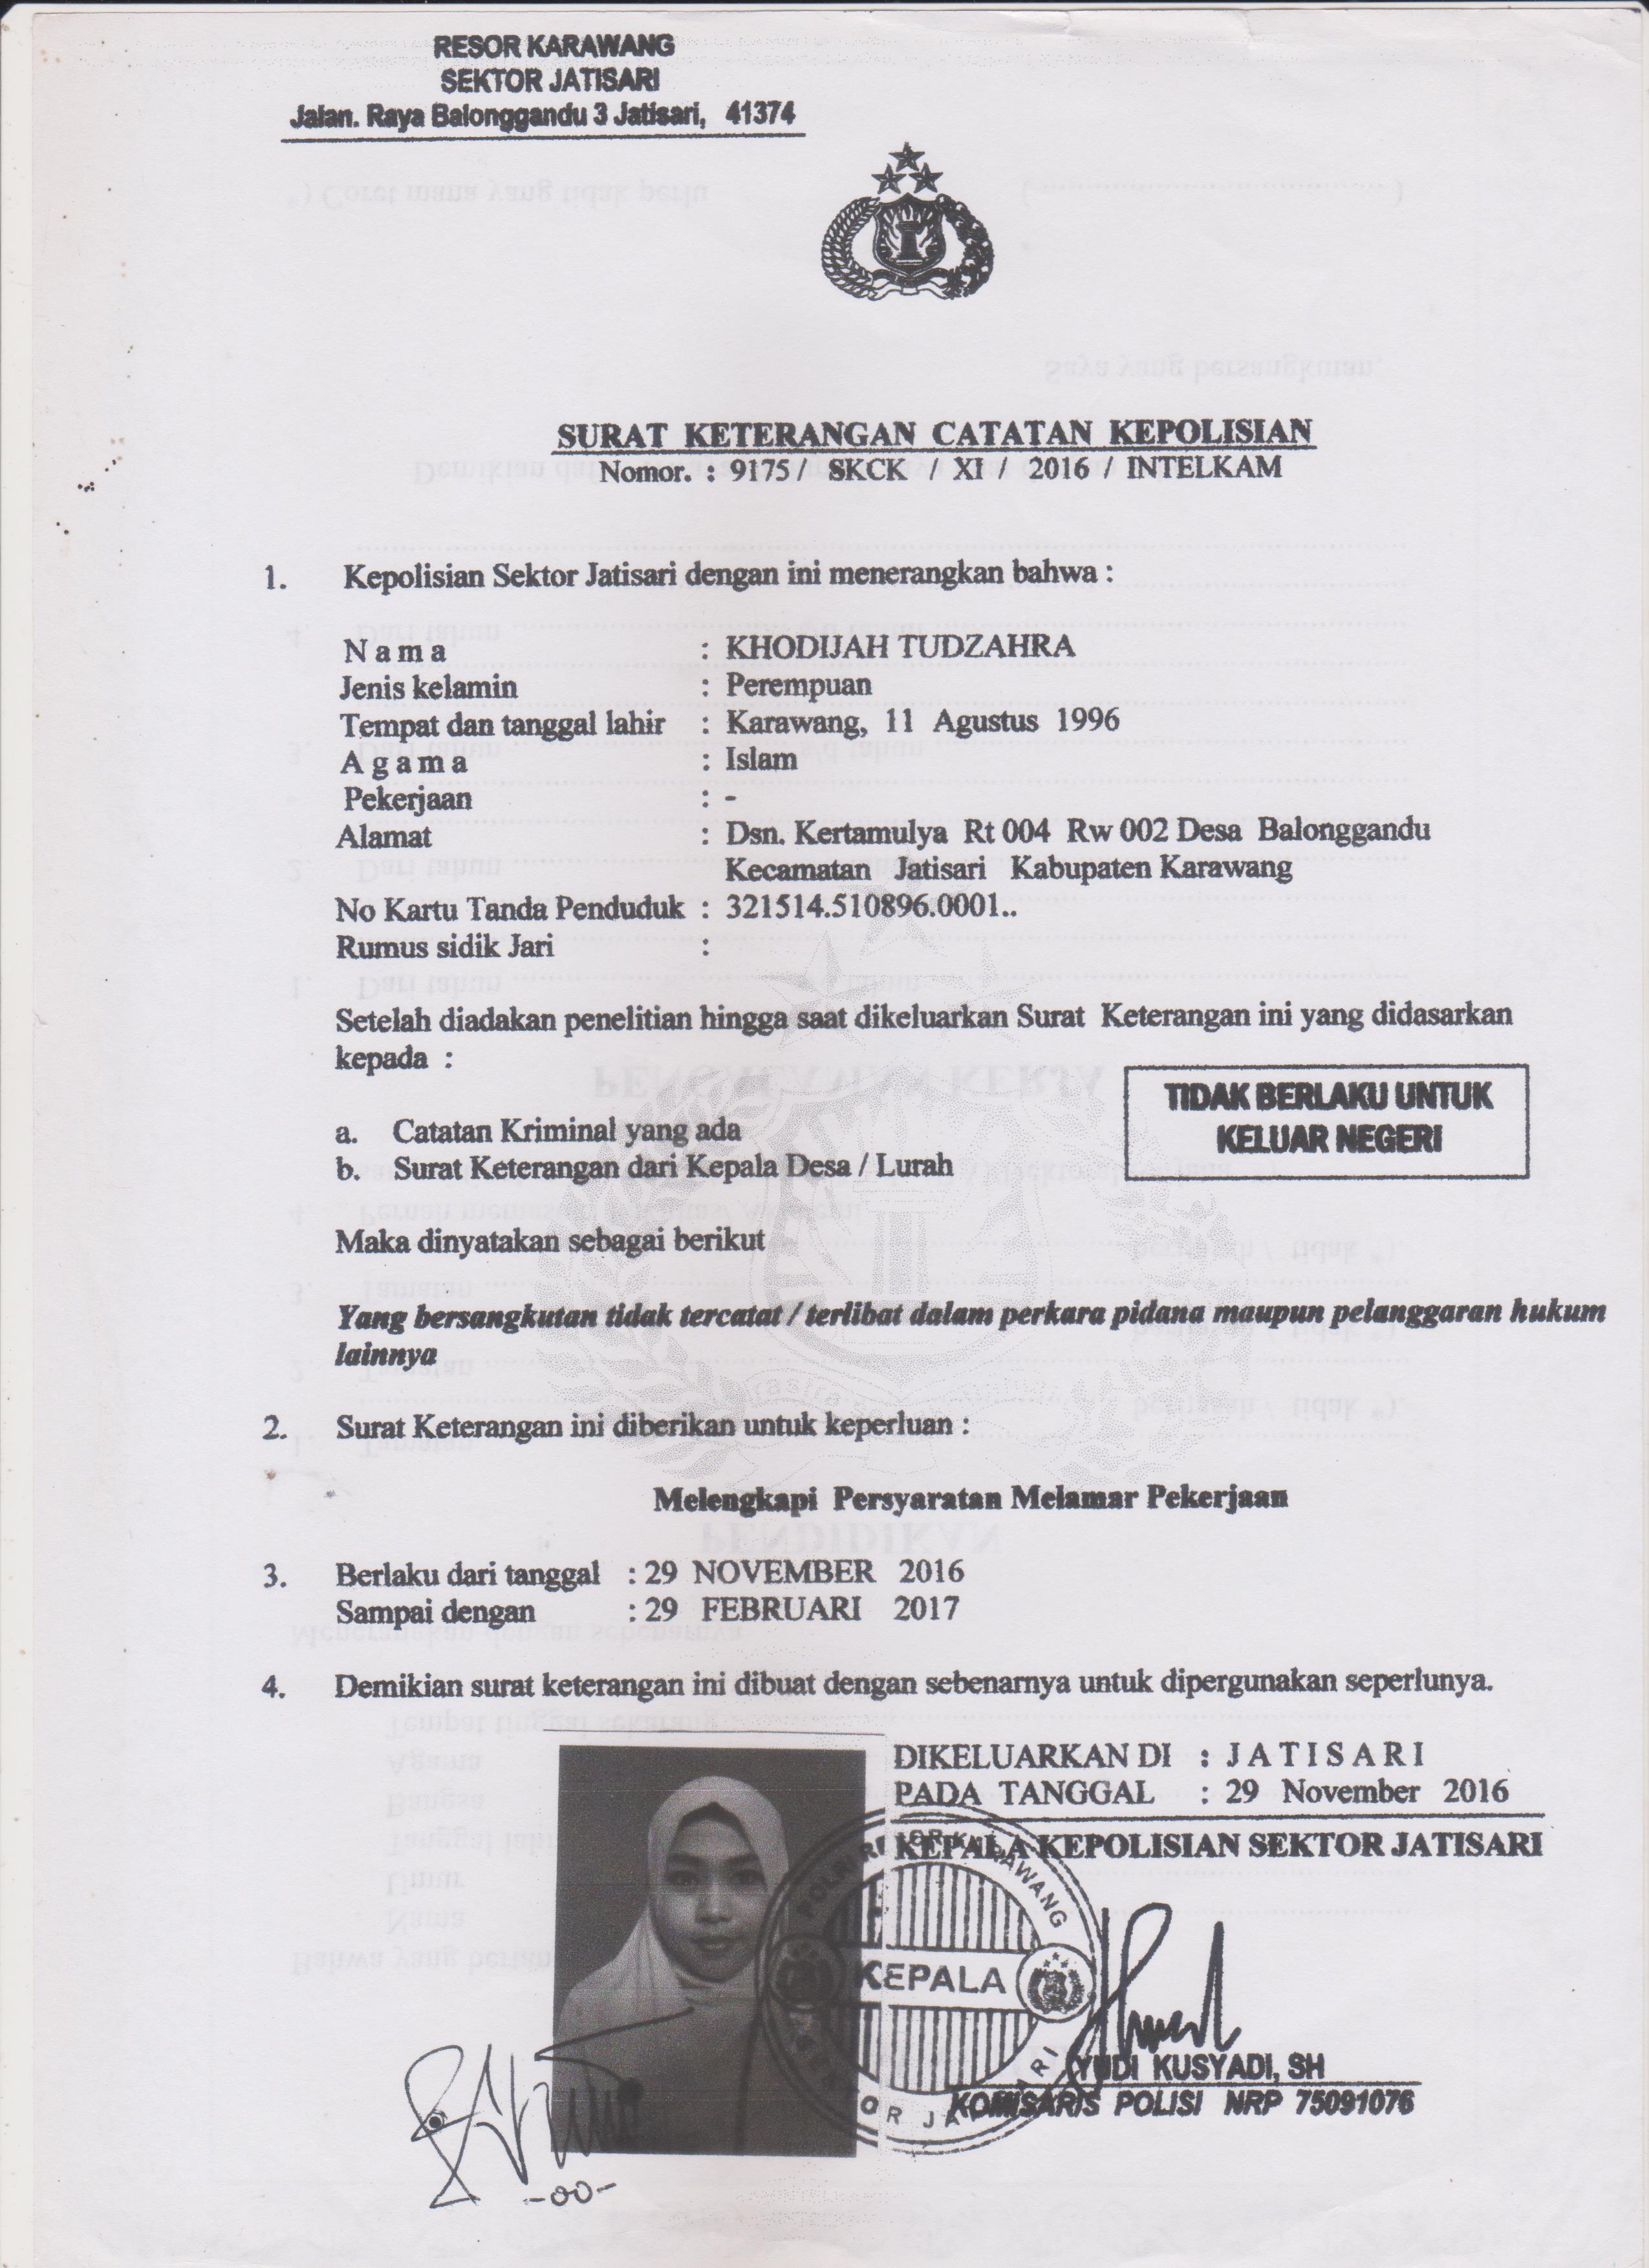 RESOR KARAWANG
SEKTOR JATISARI
Jalan. Raya Balonggandu 3 Jatisari, 41374
SURAT KETERANGAN CATATAN KEPOLISIAN
Nomor. : 9175 / SKCK / XI / 2016 / INTELKAM
1. Kepolisian Sektor Jatisari dengan ini menerangkan bahwa :
N a m a : KHODIJAH TUDZAHRA
Jenis kelamin : Perempuan
Tempat dan tanggal lahir : Karawang, 11 Agustus 1996
A g a m a : Islam
Pekerjaan : -
Alamat : Dsn. Kertamulya Rt 004 Rw 002 Desa Balonggandu
Kecamatan Jatisari Kabupaten Karawang
No Kartu Tanda Penduduk : 321514.510896.0001..
Rumus sidik Jari :
Setelah diadakan penelitian hingga saat dikeluarkan Surat Keterangan ini yang didasarkan
kepada :
TIDAK BERLAKU UNTUK
KELUAR NEGERI
a. Catatan Kriminal yang ada
b. Surat Keterangan dari Kepala Desa / Lurah
Maka dinyatakan sebagai berikut
Yang bersangkutan tidak tercatat / terlibat dalam perkara pidana maupun pelanggaran hukum
lainnya
2. Surat Keterangan ini diberikan untuk keperluan :
Melengkapi Persyaratan Melamar Pekerjaan
3. Berlaku dari tanggal : 29 NOVEMBER 2016
Sampai dengan : 29 FEBRUARI 2017
4. Demikian surat keterangan ini dibuat dengan sebenarnya untuk dipergunakan seperlunya.
DIKELUARKAN DI : J A T I S A R I
PADA TANGGAL : 29 November 2016
KEPALA KEPOLISIAN SEKTOR JATISARI
KEPALA
YUDI KUSYADI, SH
KOMISARIS POLISI NRP 75091076